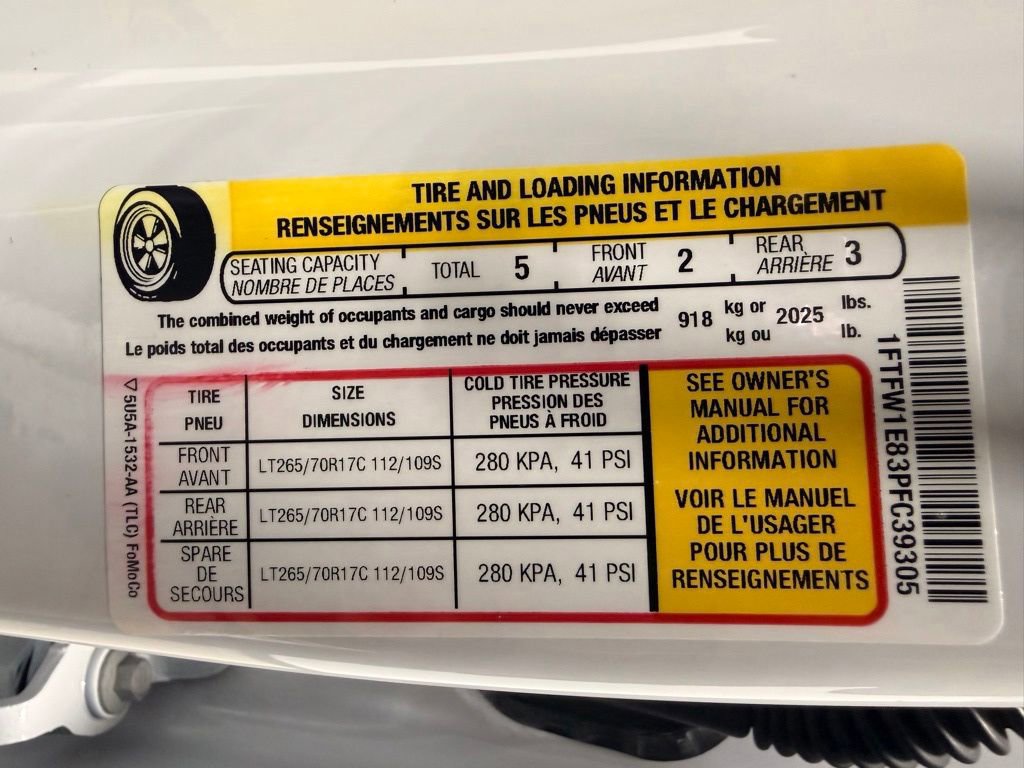 TIRE AND LOADING INFORMATION
RENSEIGNEMENTS SUR LES PNEUS ET LE CHARGEMENT
SEATING CAPACITY TOTAL 5 FRONT 2 REAR 3
NOMBRE DE PLACES AVANT ARRIÈRE
The combined weight of occupants and cargo should never exceed 918 kg or 2025 lbs.
Le poids total des occupants et du chargement ne doit jamais dépasser kg ou lb.
TIRE SIZE COLD TIRE PRESSURE
PNEU DIMENSIONS PRESSION DES
PNEUS À FROID
FRONT
AVANT LT265/70R17C 112/109S 280 KPA, 41 PSI
REAR
ARRIÈRE LT265/70R17C 112/109S 280 KPA, 41 PSI
SPARE
DE
SECOURS LT265/70R17C 112/109S 280 KPA, 41 PSI
SEE OWNER'S
MANUAL FOR
ADDITIONAL
INFORMATION
VOIR LE MANUEL
DE L'USAGER
POUR PLUS DE
RENSEIGNEMENTS
5U5A-1532-AA (TLC) FoMoCo
1FTFW1E83PFC39305